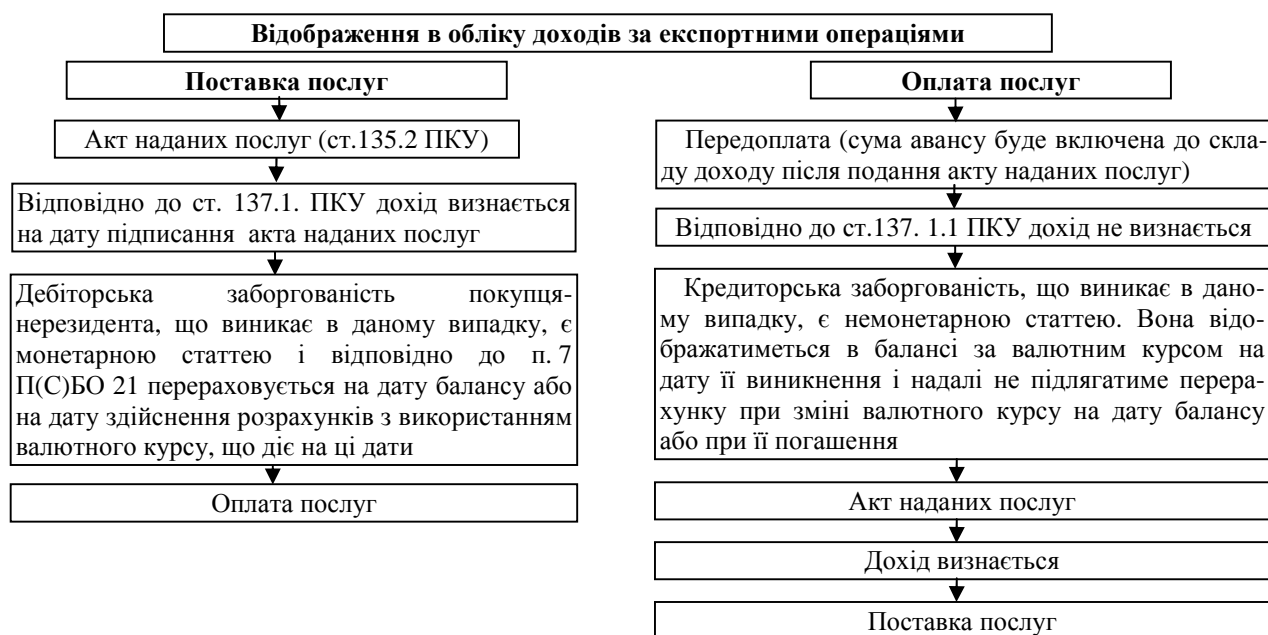 Відображення в обліку доходів за експортними операціями
Поставка послуг
Акт наданих послуг (ст.135.2 ПКУ)
Відповідно до ст. 137.1. ПКУ дохід визнається
на дату підписання акта наданих послуг
Дебіторська заборгованість покупця-
нерезидента, що виникає в даному випадку, є
монетарною статтею і відповідно до п. 7
П(С)БО 21 перераховується на дату балансу або
на дату здійснення розрахунків з використанням
валютного курсу, що діє на ці дати
Оплата послуг
Оплата послуг
Передоплата (сума авансу буде включена до скла-
ду доходу після подання акту наданих послуг)
Відповідно до ст.137. 1.1 ПКУ дохід не визнається
Кредиторська заборгованість, що виникає в дано-
му випадку, є немонетарною статтею. Вона відо-
бражатиметься в балансі за валютним курсом на
дату її виникнення і надалі не підлягатиме перера-
хунку при зміні валютного курсу на дату балансу
або при її погашення
Акт наданих послуг
Дохід визнається
Поставка послуг